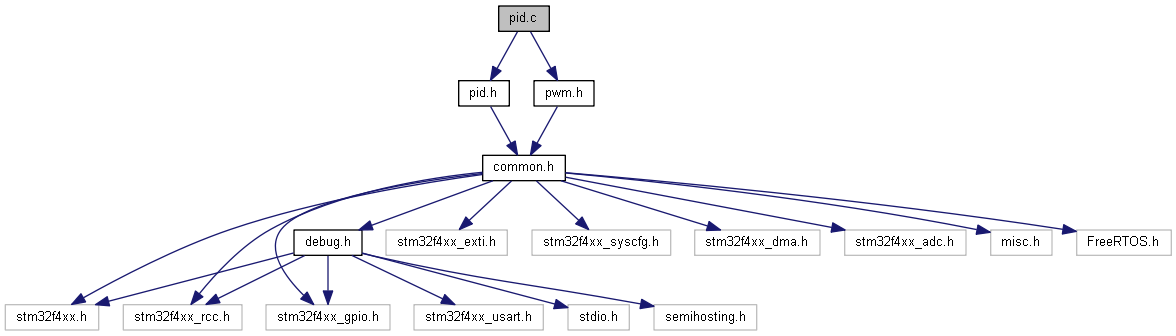 pid.c
pid.h
pwm.h
common.h
debug.h
stm32f4xx_exti.h
stm32f4xx_syscfg.h
stm32f4xx_dma.h
stm32f4xx_adc.h
misc.h
FreeRTOS.h
stm32f4xx.h
stm32f4xx_rcc.h
stm32f4xx_gpio.h
stm32f4xx_usart.h
stdio.h
semihosting.h